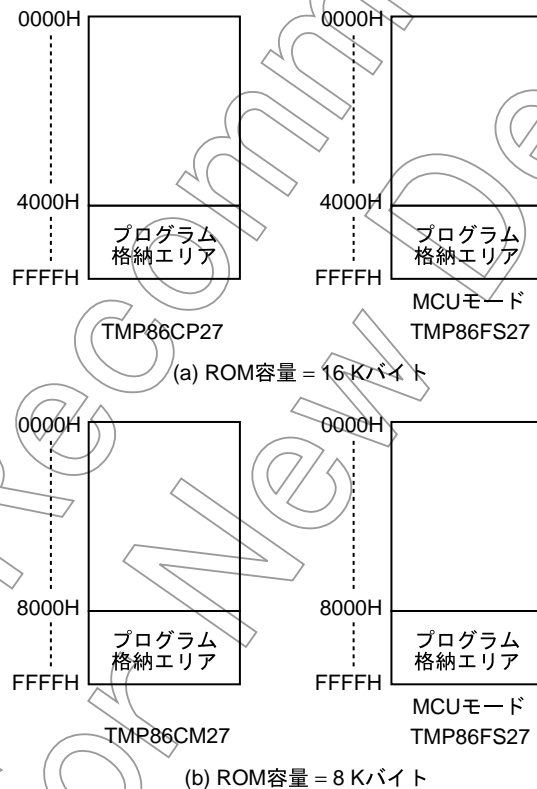 0000H
0000H
4000H
4000H
プログラム
格納エリア
プログラム
格納エリア
FFFFH
FFFFH
MCUモード
TMP86CP27
TMP86FS27
(a) ROM容量 = 16 Kバイト
0000H
0000H
8000H
8000H
プログラム
格納エリア
プログラム
格納エリア
FFFFH
FFFFH
MCUモード
TMP86CM27
TMP86FS27
(b) ROM容量 = 8 Kバイト
Recomm
De
or New